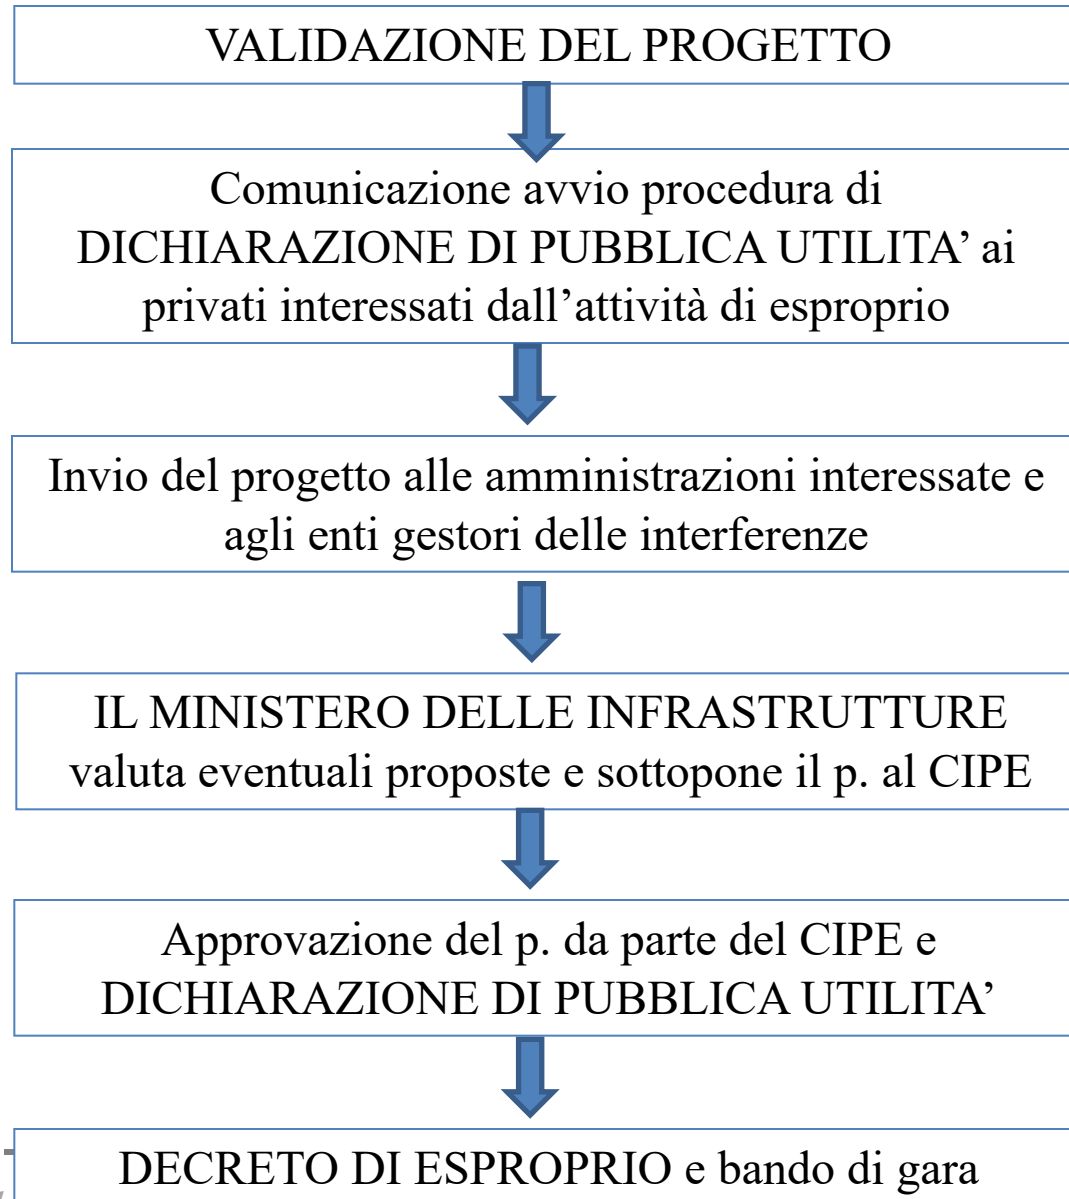 VALIDAZIONE DEL PROGETTO
Comunicazione avvio procedura di
DICHIARAZIONE DI PUBBLICA UTILITA’ ai
privati interessati dall’attività di esproprio
Invio del progetto alle amministrazioni interessate e
agli enti gestori delle interferenze
IL MINISTERO DELLE INFRASTRUTTURE
valuta eventuali proposte e sottopone il p. al CIPE
Approvazione del p. da parte del CIPE e
DICHIARAZIONE DI PUBBLICA UTILITA’
DECRETO DI ESPROPRIO e bando di gara